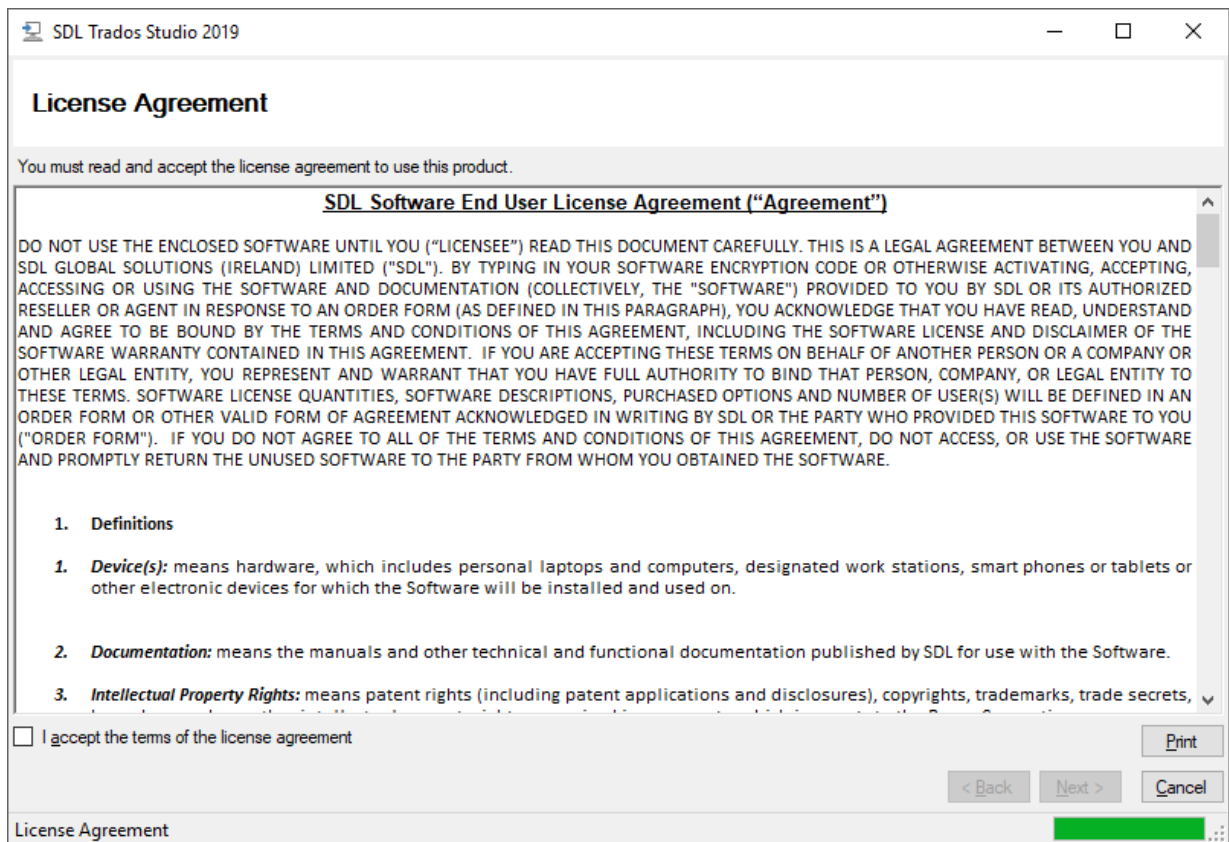 SDL Trados Studio 2019
License Agreement
You must read and accept the license agreement to use this product.
SDL Software End User License Agreement (“Agreement”)
DO NOT USE THE ENCLOSED SOFTWARE UNTIL YOU (“LICENSEE”) READ THIS DOCUMENT CAREFULLY. THIS IS A LEGAL AGREEMENT BETWEEN YOU AND
SDL GLOBAL SOLUTIONS (IRELAND) LIMITED ("SDL"). BY TYPING IN YOUR SOFTWARE ENCRYPTION CODE OR OTHERWISE ACTIVATING, ACCEPTING,
ACCESSING OR USING THE SOFTWARE AND DOCUMENTATION (COLLECTIVELY, THE "SOFTWARE") PROVIDED TO YOU BY SDL OR ITS AUTHORIZED
RESELLER OR AGENT IN RESPONSE TO AN ORDER FORM (AS DEFINED IN THIS PARAGRAPH), YOU ACKNOWLEDGE THAT YOU HAVE READ, UNDERSTAND
AND AGREE TO BE BOUND BY THE TERMS AND CONDITIONS OF THIS AGREEMENT, INCLUDING THE SOFTWARE LICENSE AND DISCLAIMER OF THE
SOFTWARE WARRANTY CONTAINED IN THIS AGREEMENT. IF YOU ARE ACCEPTING THESE TERMS ON BEHALF OF ANOTHER PERSON OR A COMPANY OR
OTHER LEGAL ENTITY, YOU REPRESENT AND WARRANT THAT YOU HAVE FULL AUTHORITY TO BIND THAT PERSON, COMPANY, OR LEGAL ENTITY TO
THESE TERMS. SOFTWARE LICENSE QUANTITIES, SOFTWARE DESCRIPTIONS, PURCHASED OPTIONS AND NUMBER OF USER(S) WILL BE DEFINED IN AN
ORDER FORM OR OTHER VALID FORM OF AGREEMENT ACKNOWLEDGED IN WRITING BY SDL OR THE PARTY WHO PROVIDED THIS SOFTWARE TO YOU
("ORDER FORM"). IF YOU DO NOT AGREE TO ALL OF THE TERMS AND CONDITIONS OF THIS AGREEMENT, DO NOT ACCESS, OR USE THE SOFTWARE
AND PROMPTLY RETURN THE UNUSED SOFTWARE TO THE PARTY FROM WHOM YOU OBTAINED THE SOFTWARE.
1. Definitions
1. Device(s): means hardware, which includes personal laptops and computers, designated work stations, smart phones or tablets or
other electronic devices for which the Software will be installed and used on.
2. Documentation: means the manuals and other technical and functional documentation published by SDL for use with the Software.
3. Intellectual Property Rights: means patent rights (including patent applications and disclosures), copyrights, trademarks, trade secrets,
I accept the terms of the license agreement
Print
< Back
Next >
Cancel
License Agreement